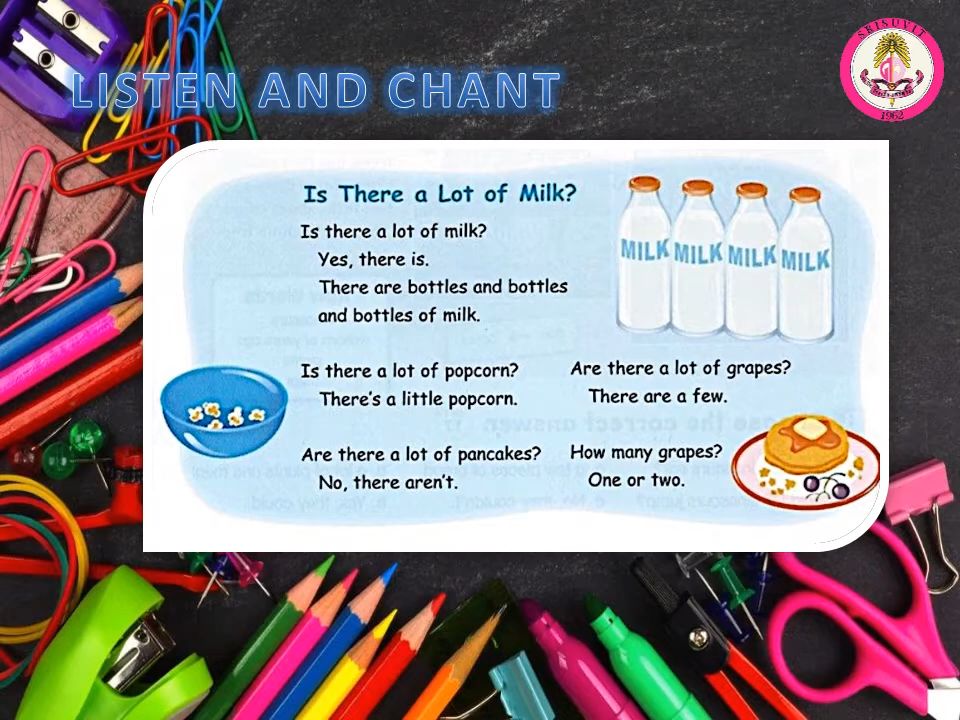 LISTEN AND CHANT
SRISUVIT
1962
Is There a Lot of Milk?
Is there a lot of milk?
Yes, there is.
There are bottles and bottles
and bottles of milk.
MILK MILK MILK MILK
Is there a lot of popcorn?
There's a little popcorn.
Are there a lot of pancakes?
No, there aren't.
Are there a lot of grapes?
There are a few.
How many grapes?
One or two.